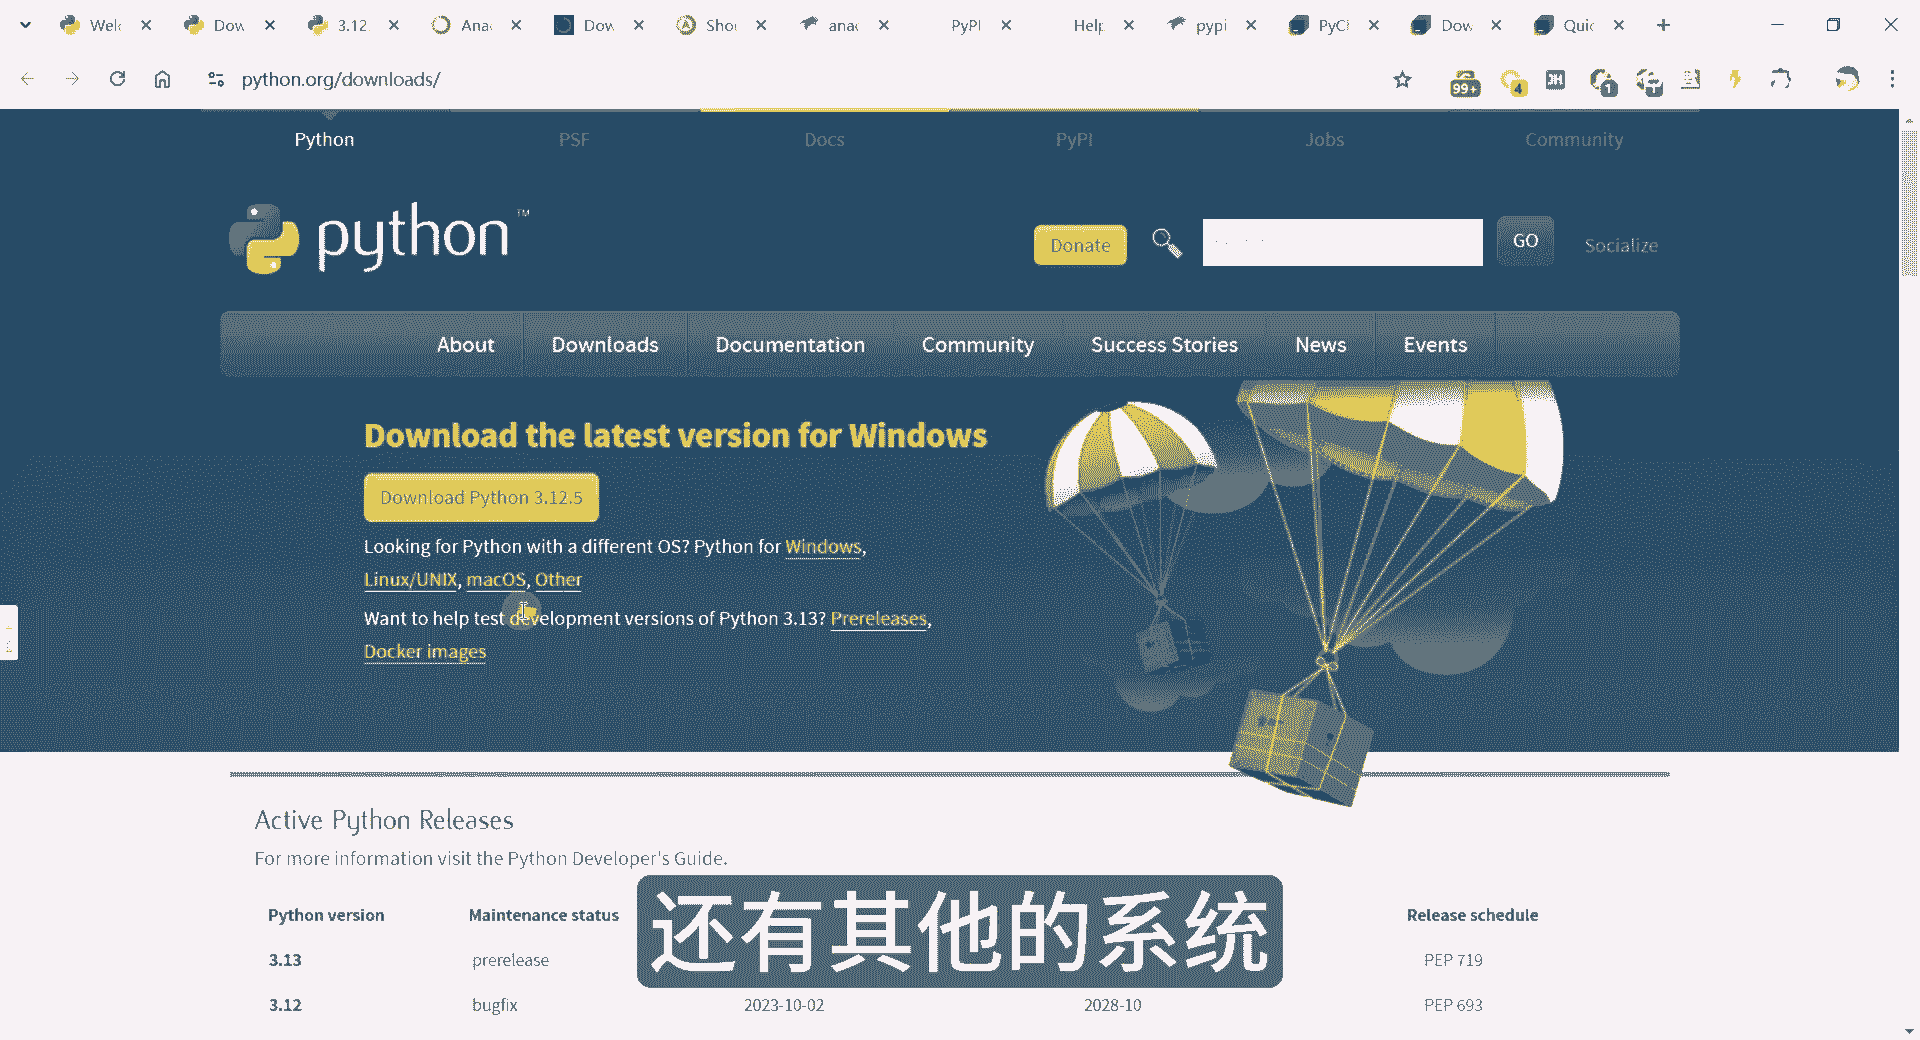 Welc
Dow
3.12
Ana
Dow
Shou
anac
PyPI
Help
pypi
PyC
Dow
Quic
python.org/downloads/
99+
4
1
Python
PSF
Docs
PyPI
Jobs
Community
python™
Donate
GO
Socialize
About
Downloads
Documentation
Community
Success Stories
News
Events
Download the latest version for Windows
Download Python 3.12.5
Looking for Python with a different OS? Python for Windows,
Linux/UNIX, macOS, Other
Want to help test development versions of Python 3.13? Prereleases,
Docker images
Active Python Releases
For more information visit the Python Developer's Guide.
Python version Maintenance status Release schedule
还有其他的系统
3.13 prerelease PEP 719
3.12 bugfix 2023-10-02 2028-10 PEP 693